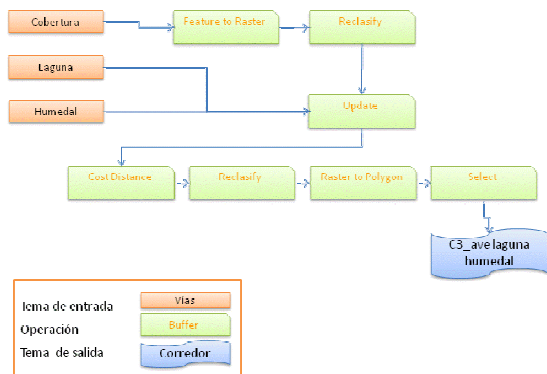 Cobertura
Feature to Raster
Reclasify
Laguna
Humedal
Update
Cost Distance
Reclasify
Raster to Polygon
Select
C3_ave laguna
humedal
Tema de entrada
Vías
Operación
Buffer
Tema de salida
Corredor